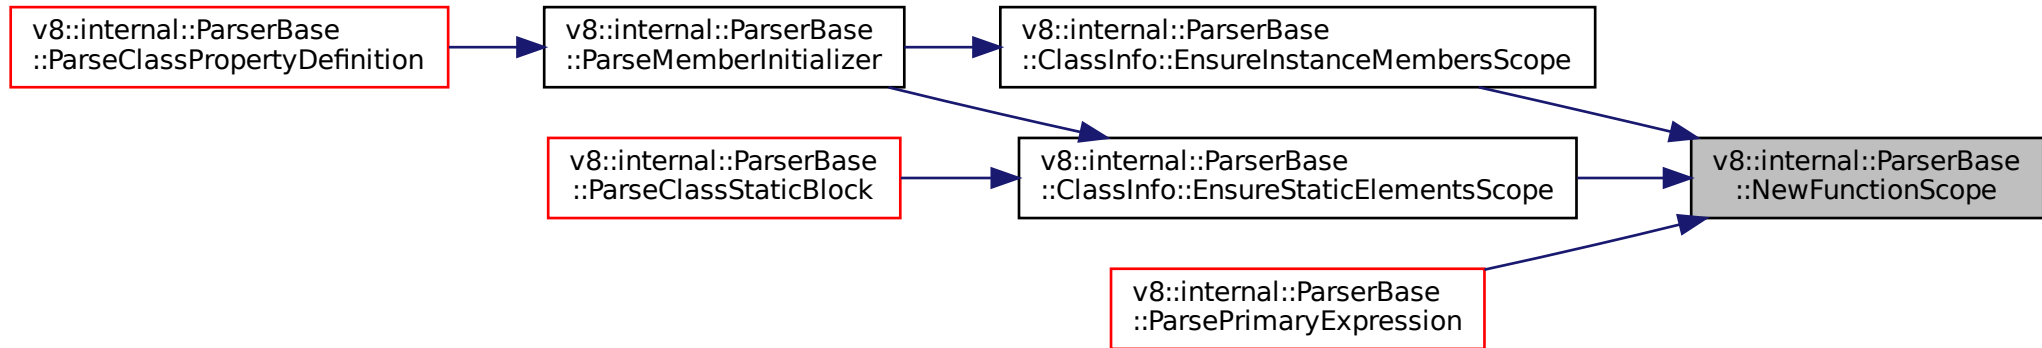 v8::internal::ParserBase
::ParseClassPropertyDefinition
v8::internal::ParserBase
::ParseMemberInitializer
v8::internal::ParserBase
::ClassInfo::EnsureInstanceMembersScope
v8::internal::ParserBase
::ParseClassStaticBlock
v8::internal::ParserBase
::ClassInfo::EnsureStaticElementsScope
v8::internal::ParserBase
::NewFunctionScope
v8::internal::ParserBase
::ParsePrimaryExpression